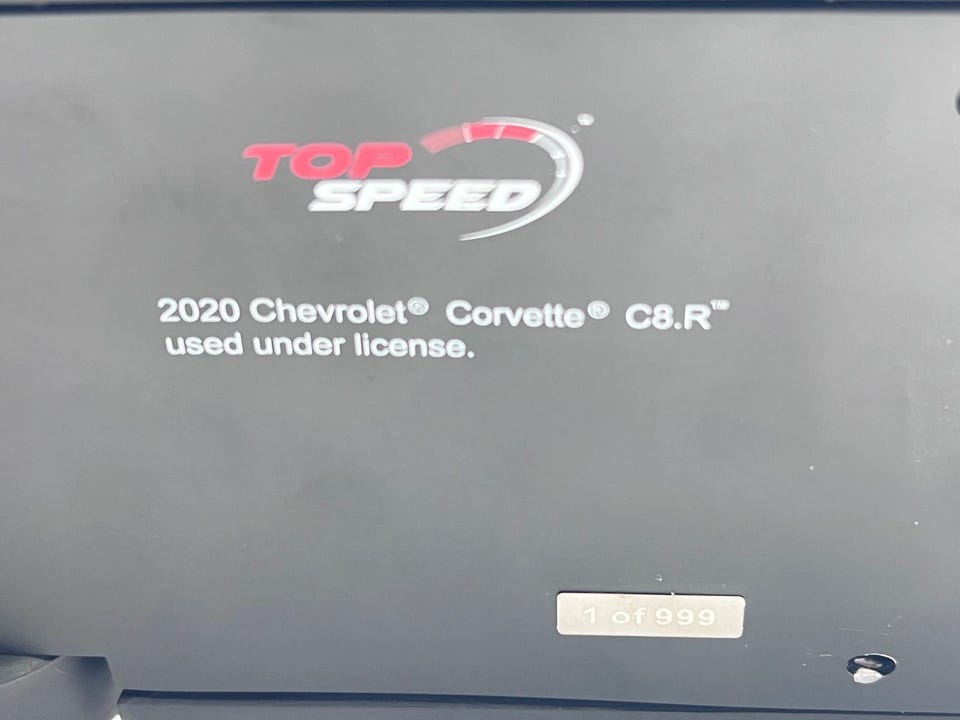 TOP
SPEED
2020 Chevrolet® Corvette® C8.R™
used under license.
1 of 999